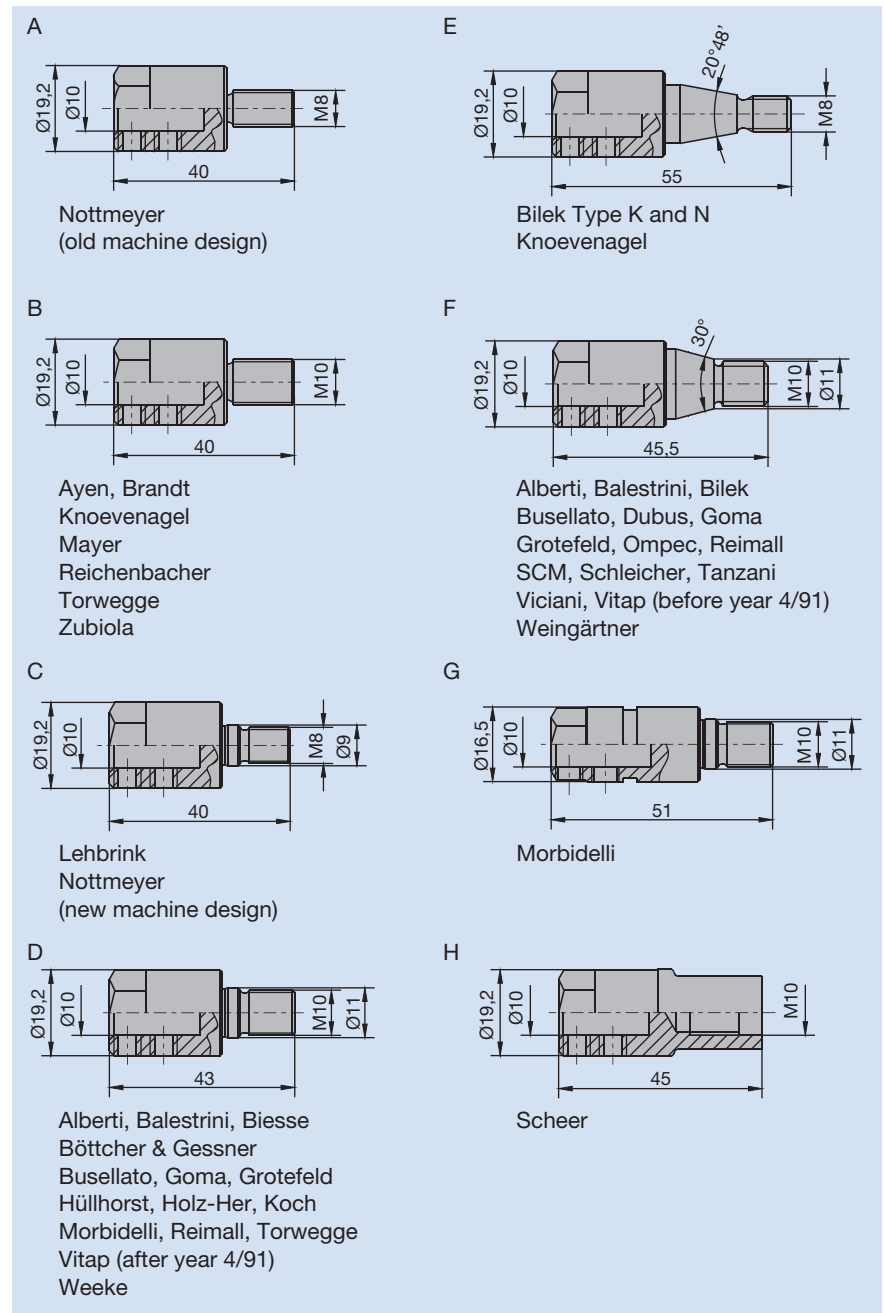 A
Ø19,2
Ø10
M8
40
Nottmeyer
(old machine design)
B
Ø19,2
Ø10
M10
40
Ayen, Brandt
Knoevenagel
Mayer
Reichenbacher
Torwegge
Zubiola
C
Ø19,2
Ø10
M8
Ø9
40
Lehbrink
Nottmeyer
(new machine design)
D
Ø19,2
Ø10
M10
Ø11
43
Alberti, Balestrini, Biesse
Böttcher & Gessner
Busellato, Goma, Grotefeld
Hüllhorst, Holz-Her, Koch
Morbidelli, Reimall, Torwegge
Vitap (after year 4/91)
Weeke
E
Ø19,2
Ø10
20°48'
M8
55
Bilek Type K and N
Knoevenagel
F
Ø19,2
Ø10
30°
M10
Ø11
45,5
Alberti, Balestrini, Bilek
Busellato, Dubus, Goma
Grotefeld, Ompec, Reimall
SCM, Schleicher, Tanzani
Viciani, Vitap (before year 4/91)
Weingärtner
G
Ø16,5
Ø10
M10
Ø11
51
Morbidelli
H
Ø19,2
Ø10
M10
45
Scheer